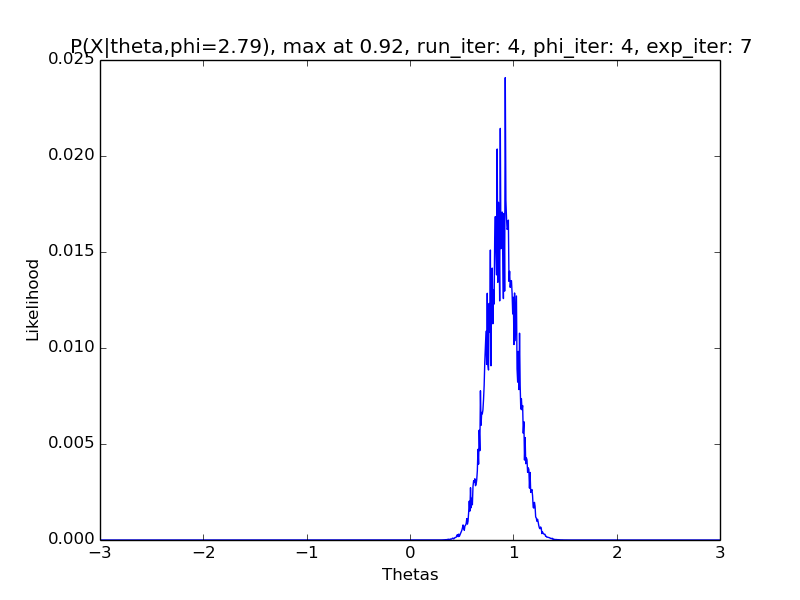 P(X|theta,phi=2.79), max at 0.92, run_iter: 4, phi_iter: 4, exp_iter: 7
0.025
0.020
0.015
0.010
0.005
0.000
Likelihood
−3 −2 −1 0 1 2 3
Thetas